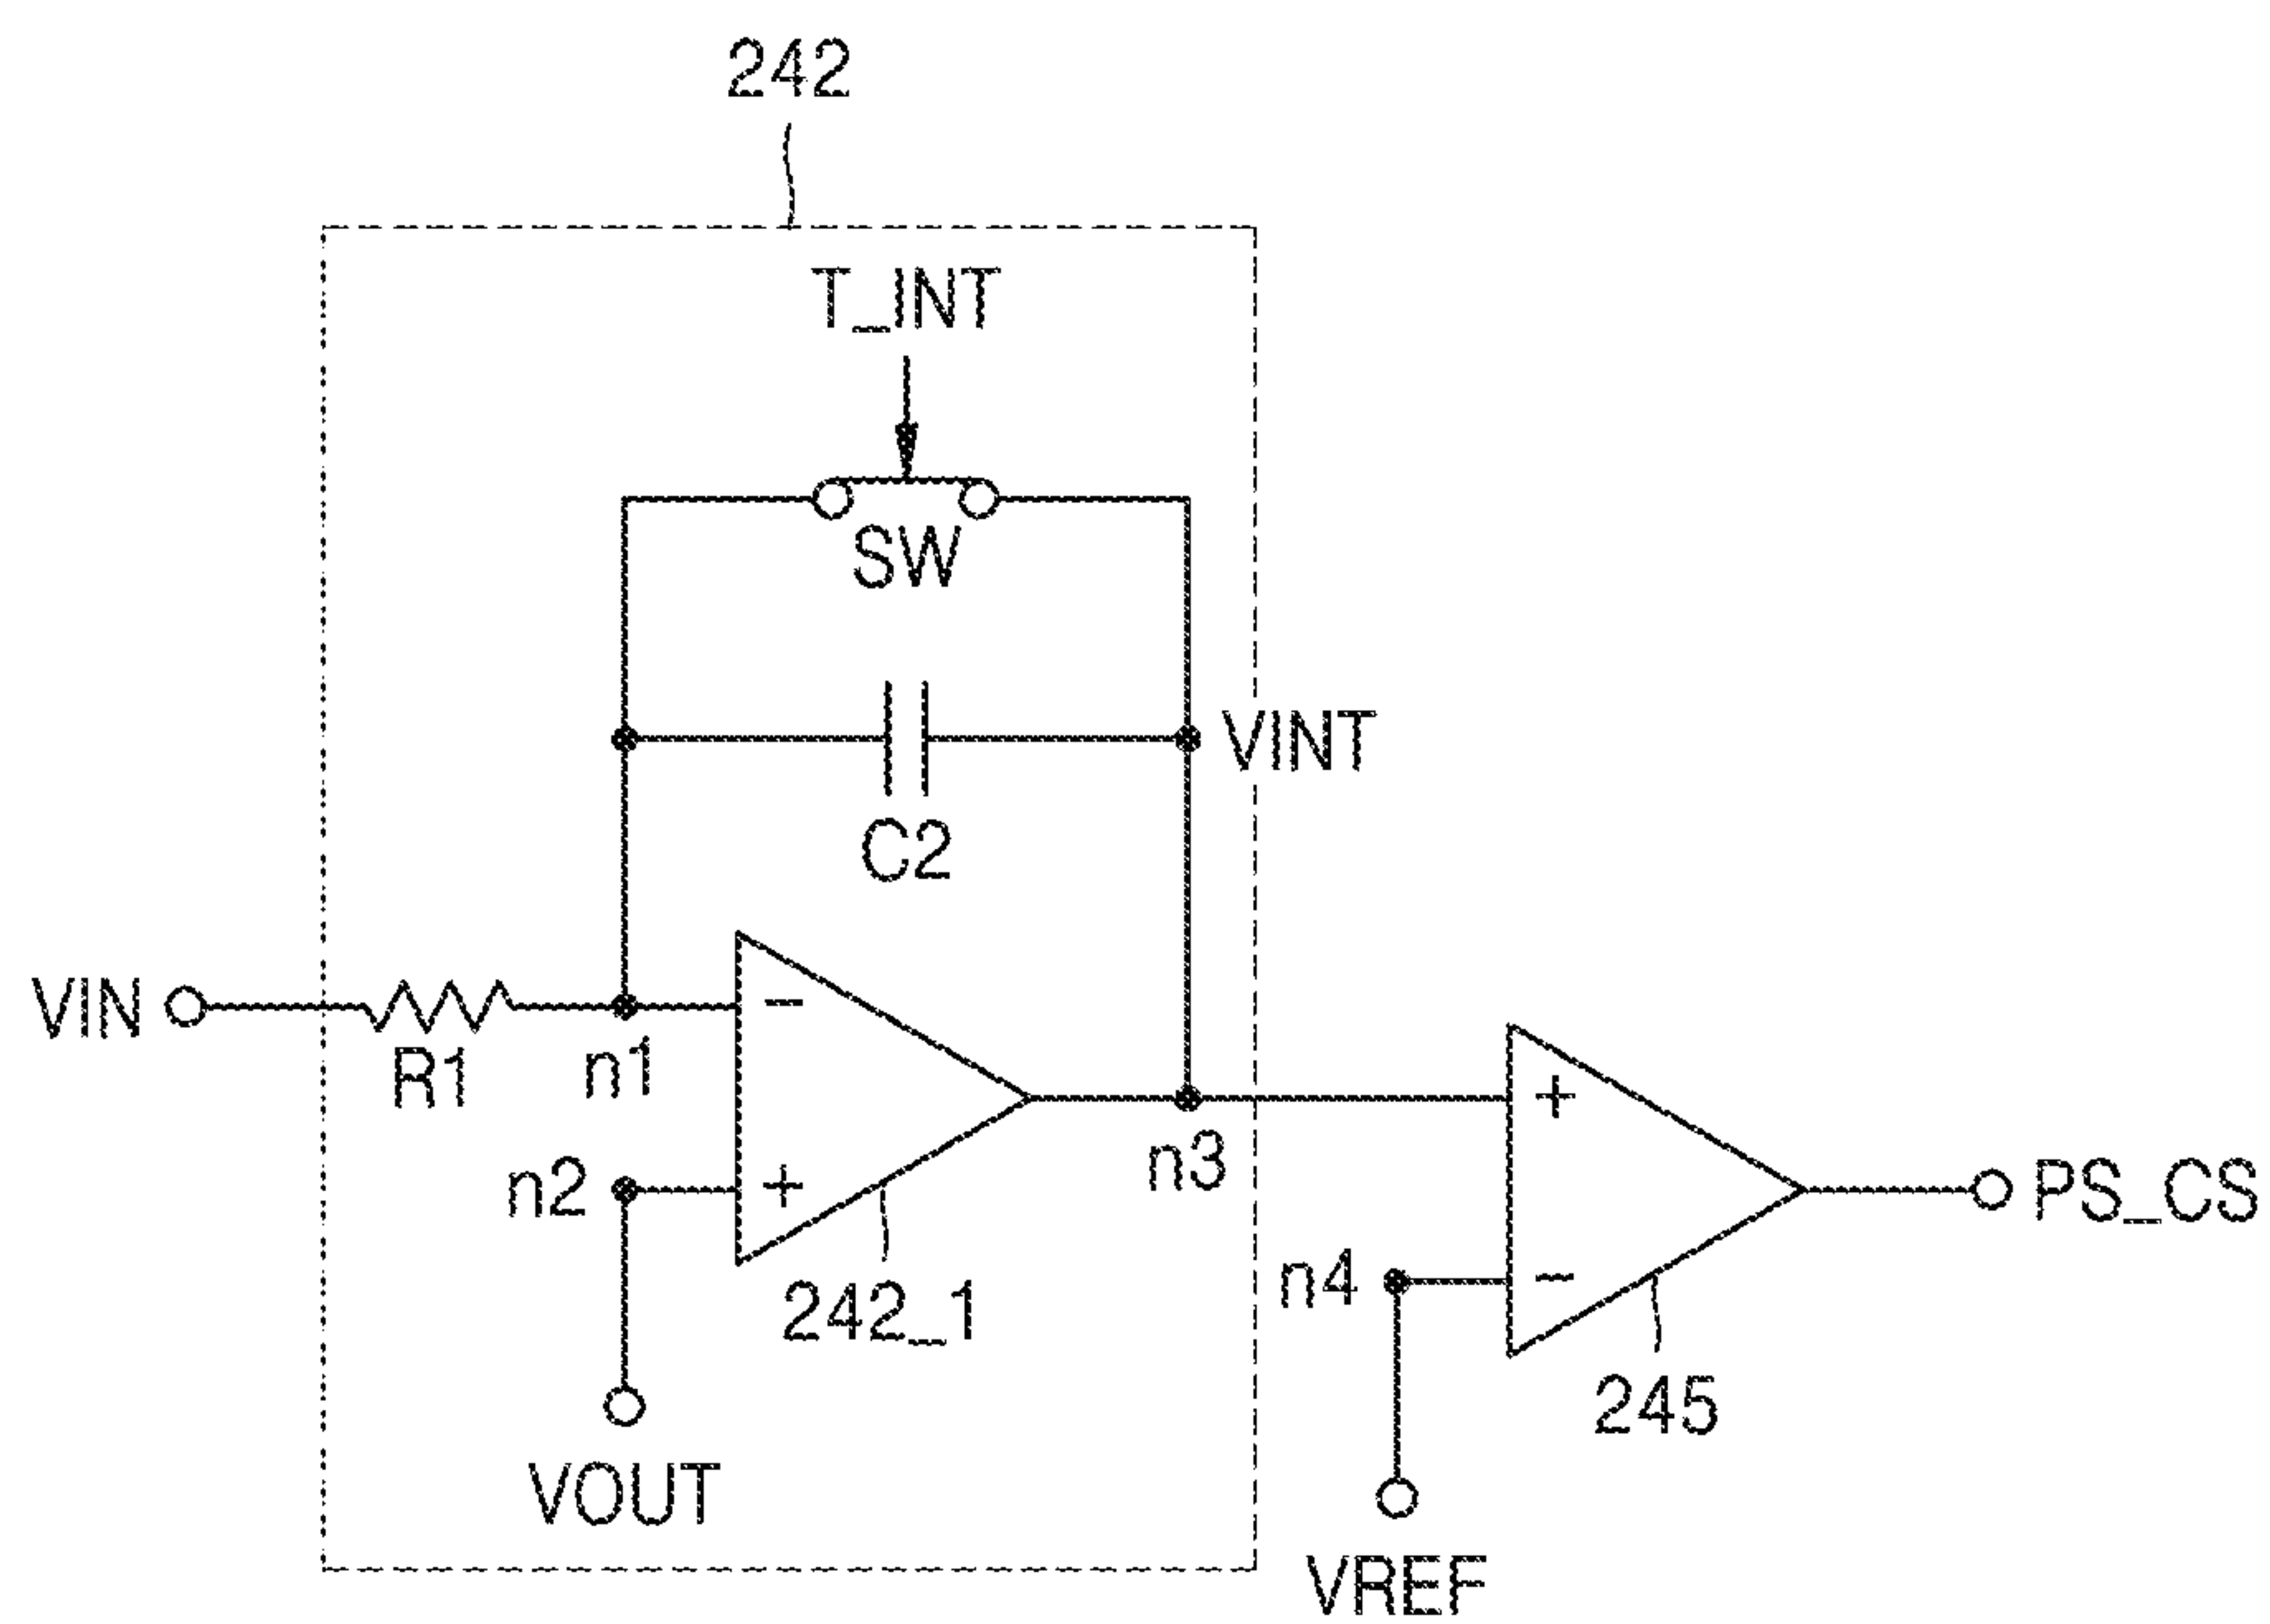 242
T_INT
SW
VINT
C2
VIN
R1
n1
-
+
n2
n3
+
-
PS_CS
n4
242_1
245
VOUT
VREF